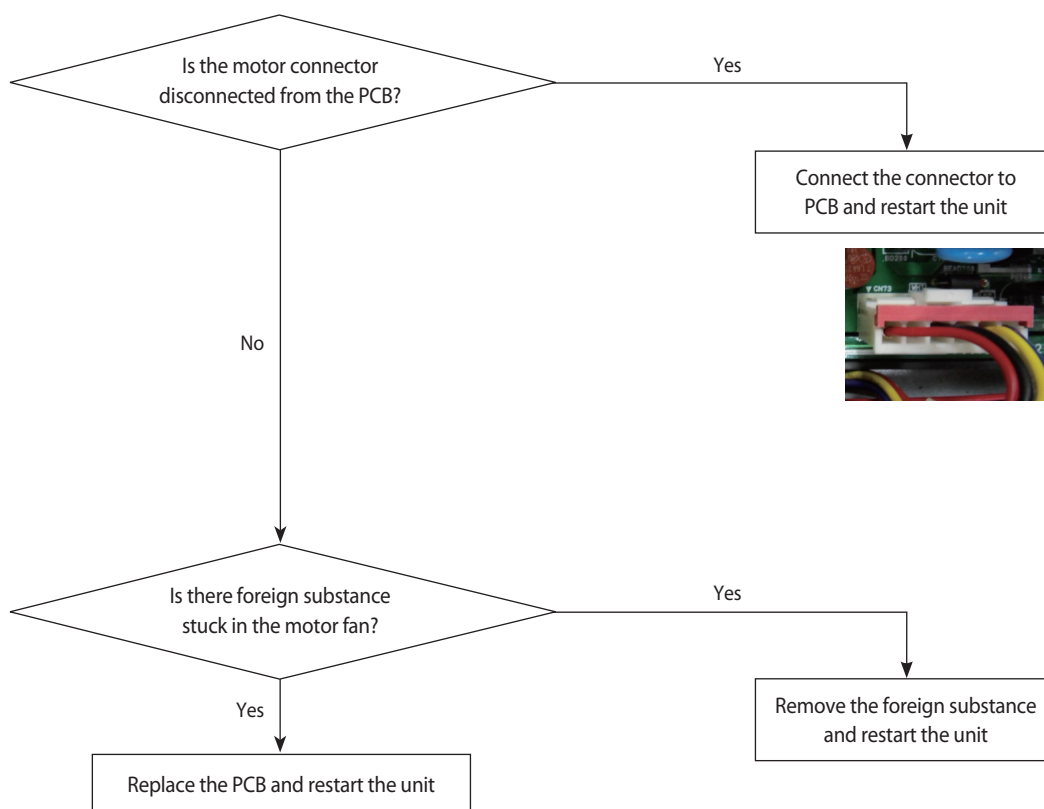 Is the motor connector
disconnected from the PCB?
Yes
Connect the connector to
PCB and restart the unit
CN73
No
Is there foreign substance
stuck in the motor fan?
Yes
Remove the foreign substance
and restart the unit
Yes
Replace the PCB and restart the unit